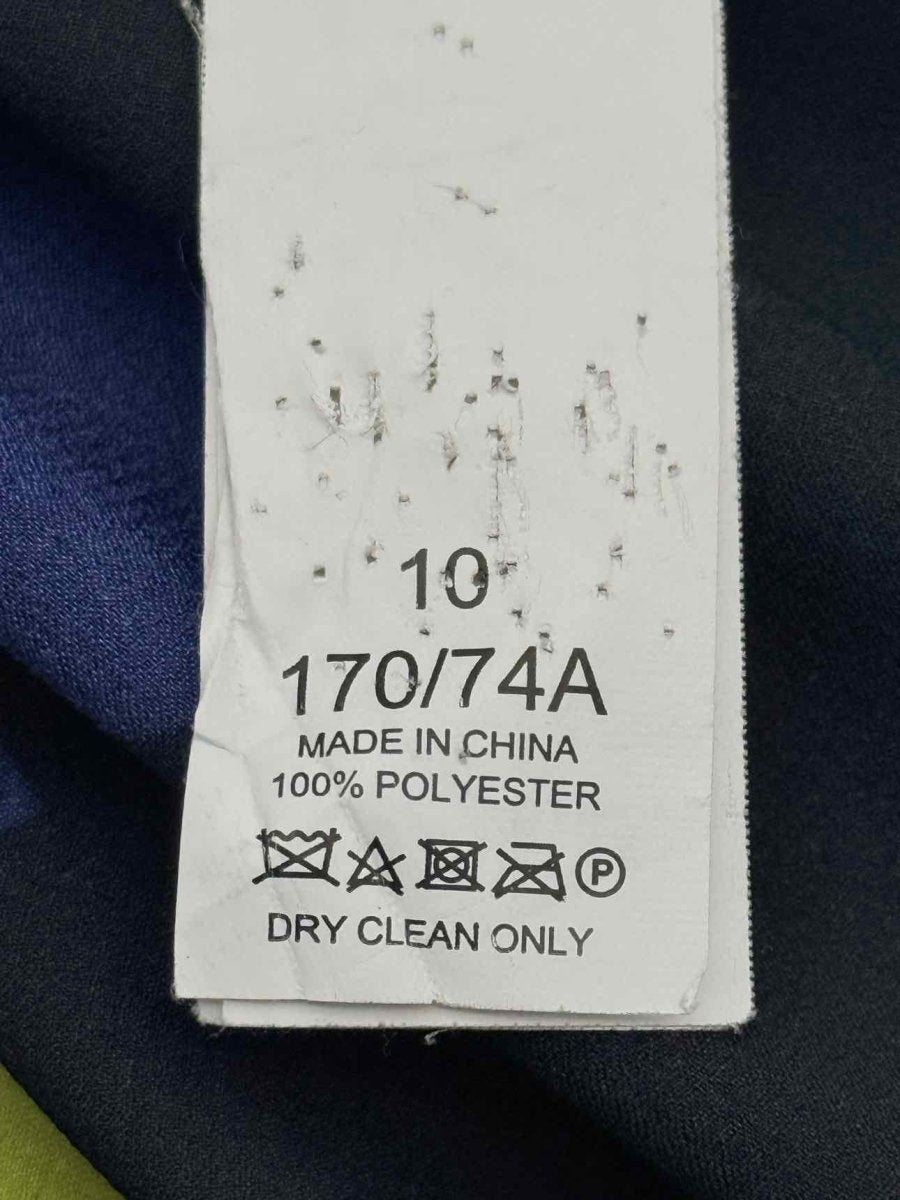 10
170/74A
MADE IN CHINA
100% POLYESTER
P
DRY CLEAN ONLY